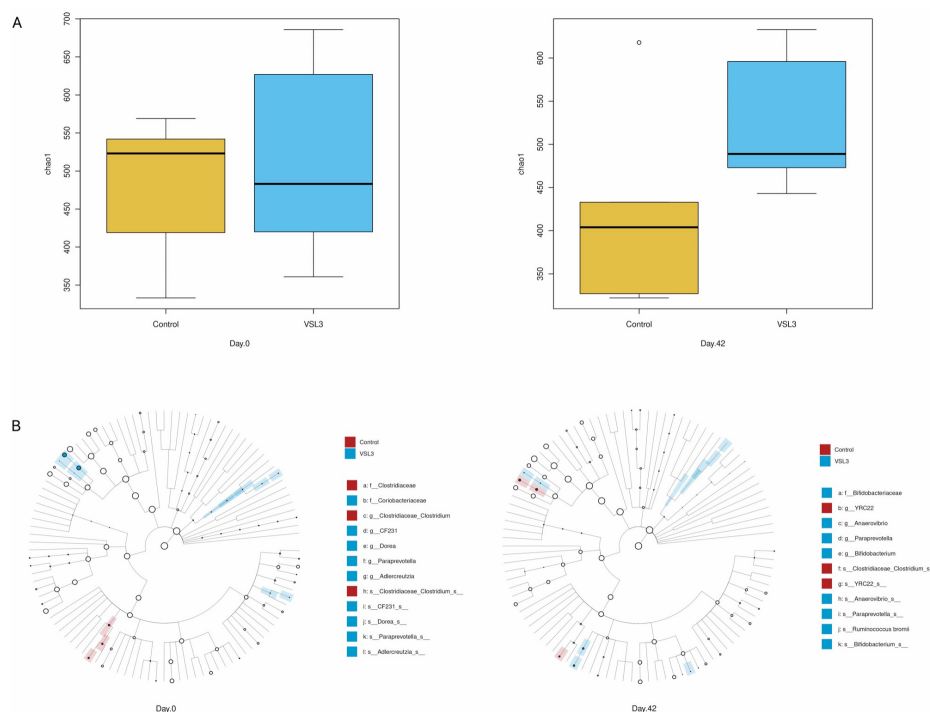 A
700
650
600
550
500
450
400
350
chao1
Control
VSL3
Day.0
600
550
500
450
400
350
chao1
Control
VSL3
Day.42
B
Control
VSL3
a: f__Clostridiaceae
b: f__Coriobacteriaceae
c: g__Clostridiaceae_Clostridium
d: g__CF231
e: g__Dorea
f: g__Paraprevotella
g: g__Adlercreutzia
h: s__Clostridiaceae_Clostridium_s__
i: s__CF231_s__
j: s__Dorea_s__
k: s__Paraprevotella_s__
l: s__Adlercreutzia_s__
Day.0
Control
VSL3
a: f__Bifidobacteriaceae
b: g__YRC22
c: g__Anaerovibrio
d: g__Paraprevotella
e: g__Bifidobacterium
f: s__Clostridiaceae_Clostridium_s
g: s__YRC22_s__
h: s__Anaerovibrio_s__
i: s__Paraprevotella_s__
j: s__Ruminococcus bromii
k: s__Bifidobacterium_s__
Day.42